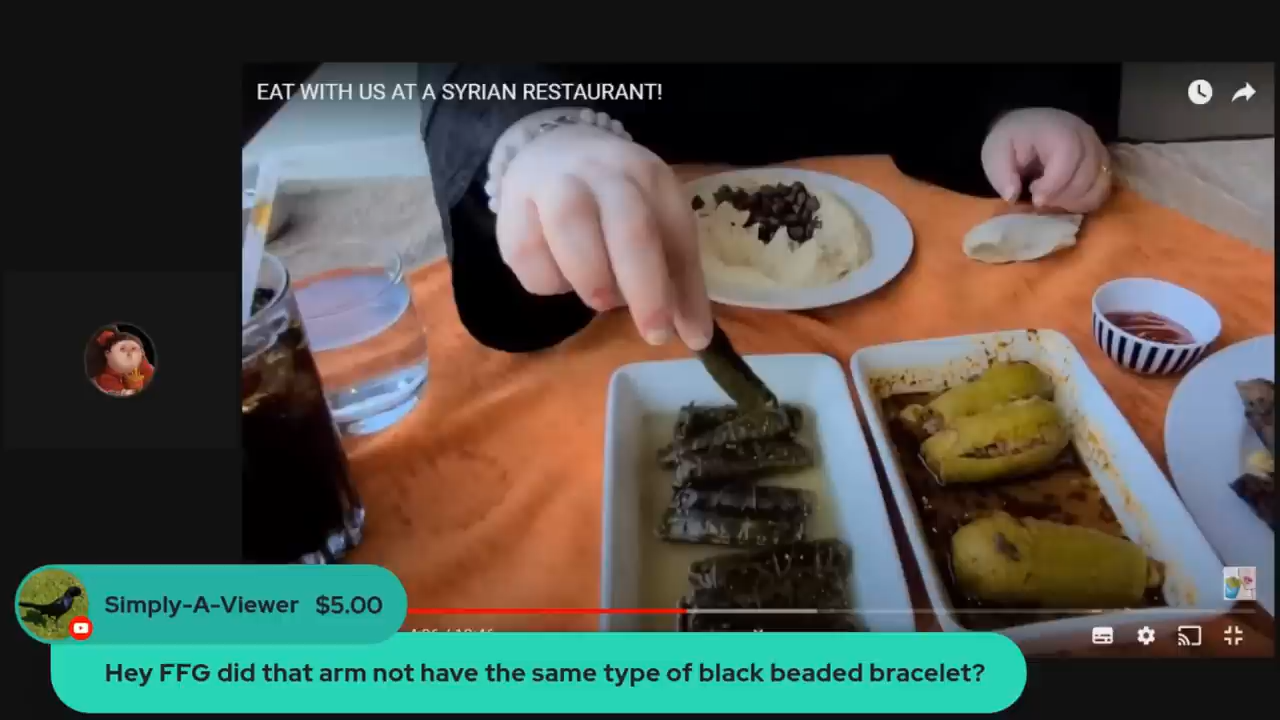 EAT WITH US AT A SYRIAN RESTAURANT!
Simply-A-Viewer $5.00
Hey FFG did that arm not have the same type of black beaded bracelet?